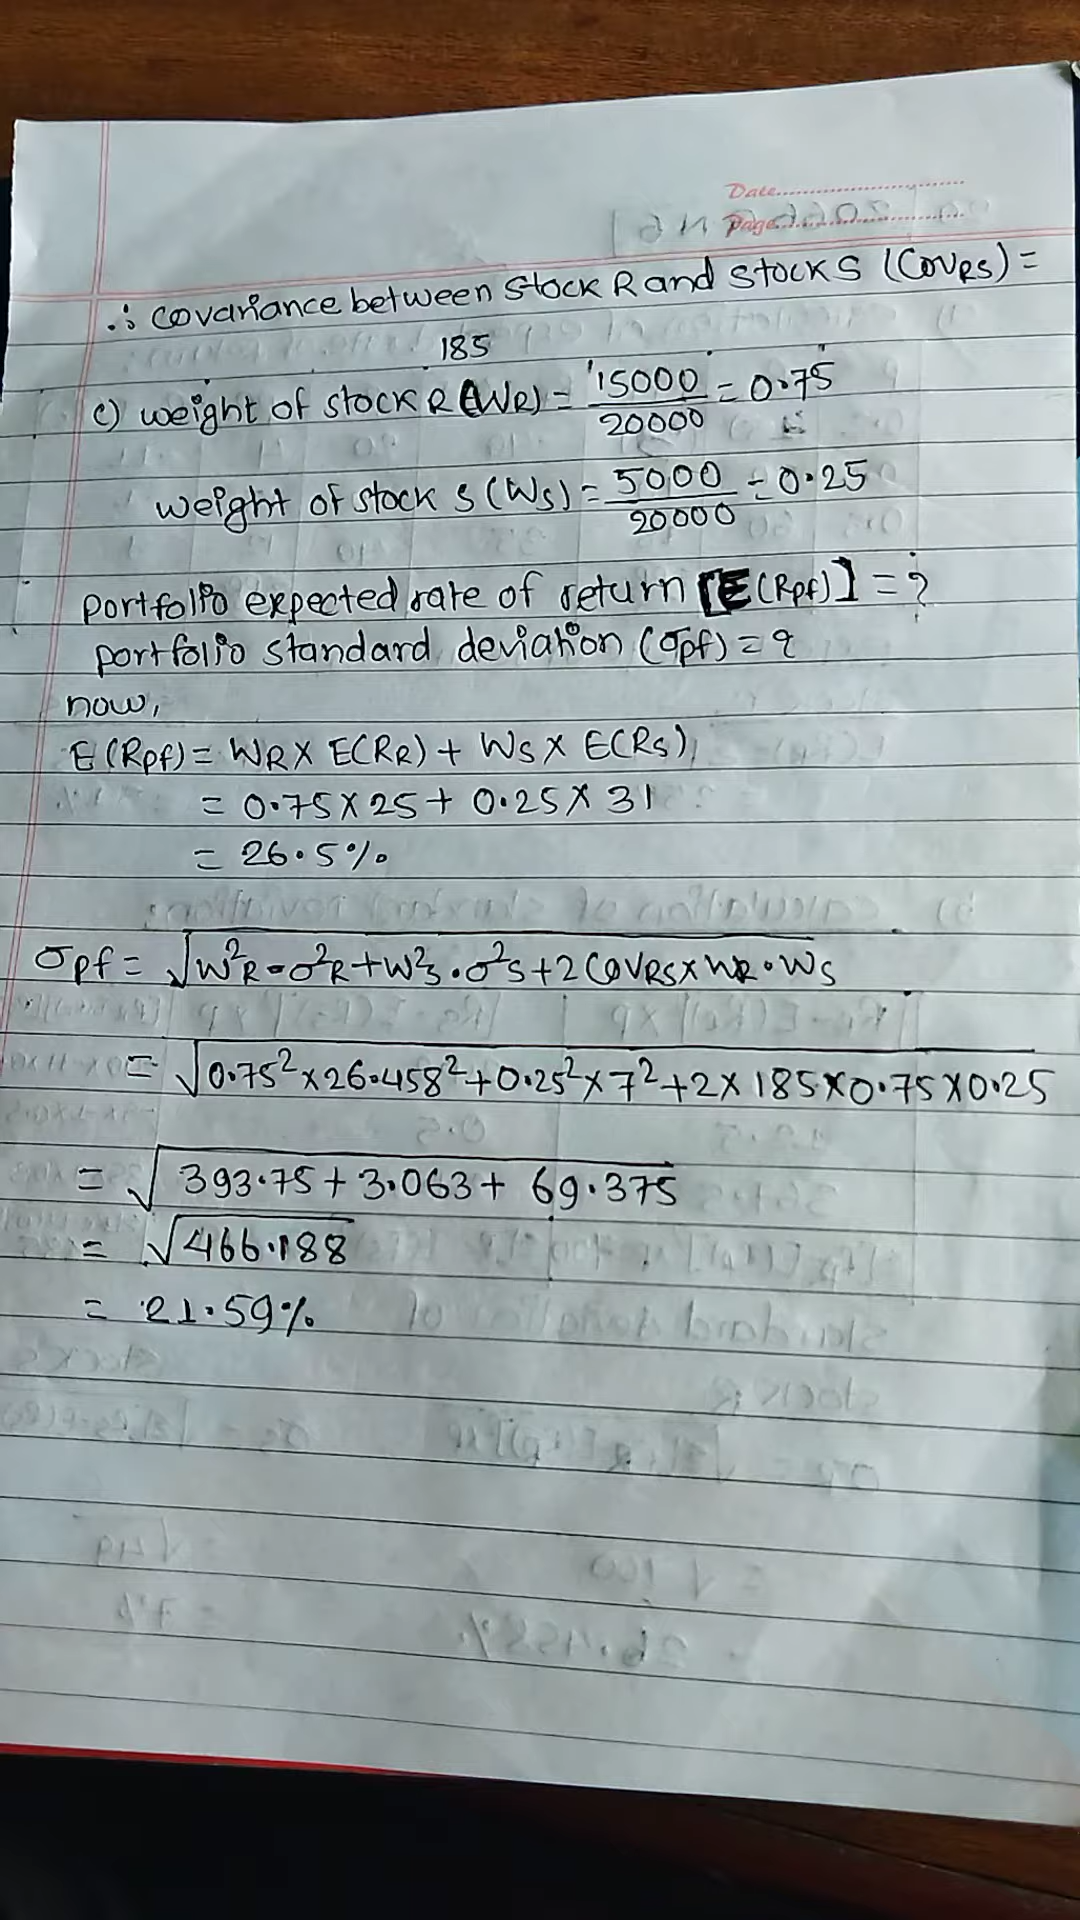 Date..............................
Page..............................
∴ covariance between stock R and stock S (COVRS) =
185
c) weight of stock R (WR) = 15000/20000 = 0.75
weight of stock S (WS) = 5000/20000 = 0.25
portfolio expected rate of return [E(Rpf)] = ?
portfolio standard deviation (σpf) = ?
now,
E(Rpf) = WR X E(RR) + WS X E(RS)
= 0.75 X 25 + 0.25 X 31
= 26.5%
σpf = √W²R·σ²R + W²S·σ²S + 2 COVRS x WR·WS
= √0.75² x 26.458² + 0.25² x 7² + 2 x 185 x 0.75 x 0.25
= √393.75 + 3.063 + 69.375
= √466.188
= 21.59%